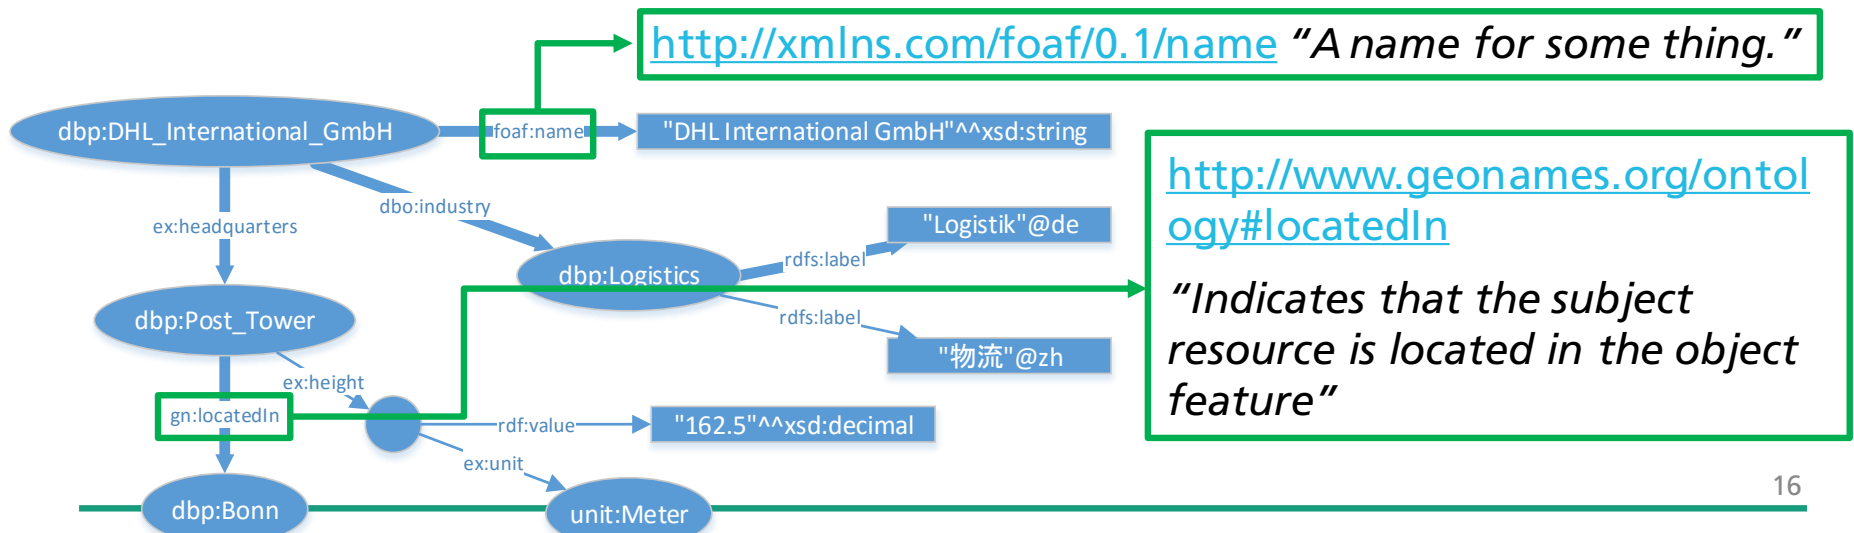 http://xmlns.com/foaf/0.1/name “A name for some thing.”
dbp:DHL_International_GmbH
foaf:name
"DHL International GmbH"^^xsd:string
http://www.geonames.org/ontol
ogy#locatedIn
“Indicates that the subject
resource is located in the object
feature”
dbo:industry
ex:headquarters
"Logistik"@de
rdfs:label
dbp:Logistics
rdfs:label
dbp:Post_Tower
"物流"@zh
ex:height
gn:locatedIn
rdf:value
"162.5"^^xsd:decimal
ex:unit
dbp:Bonn
unit:Meter
16